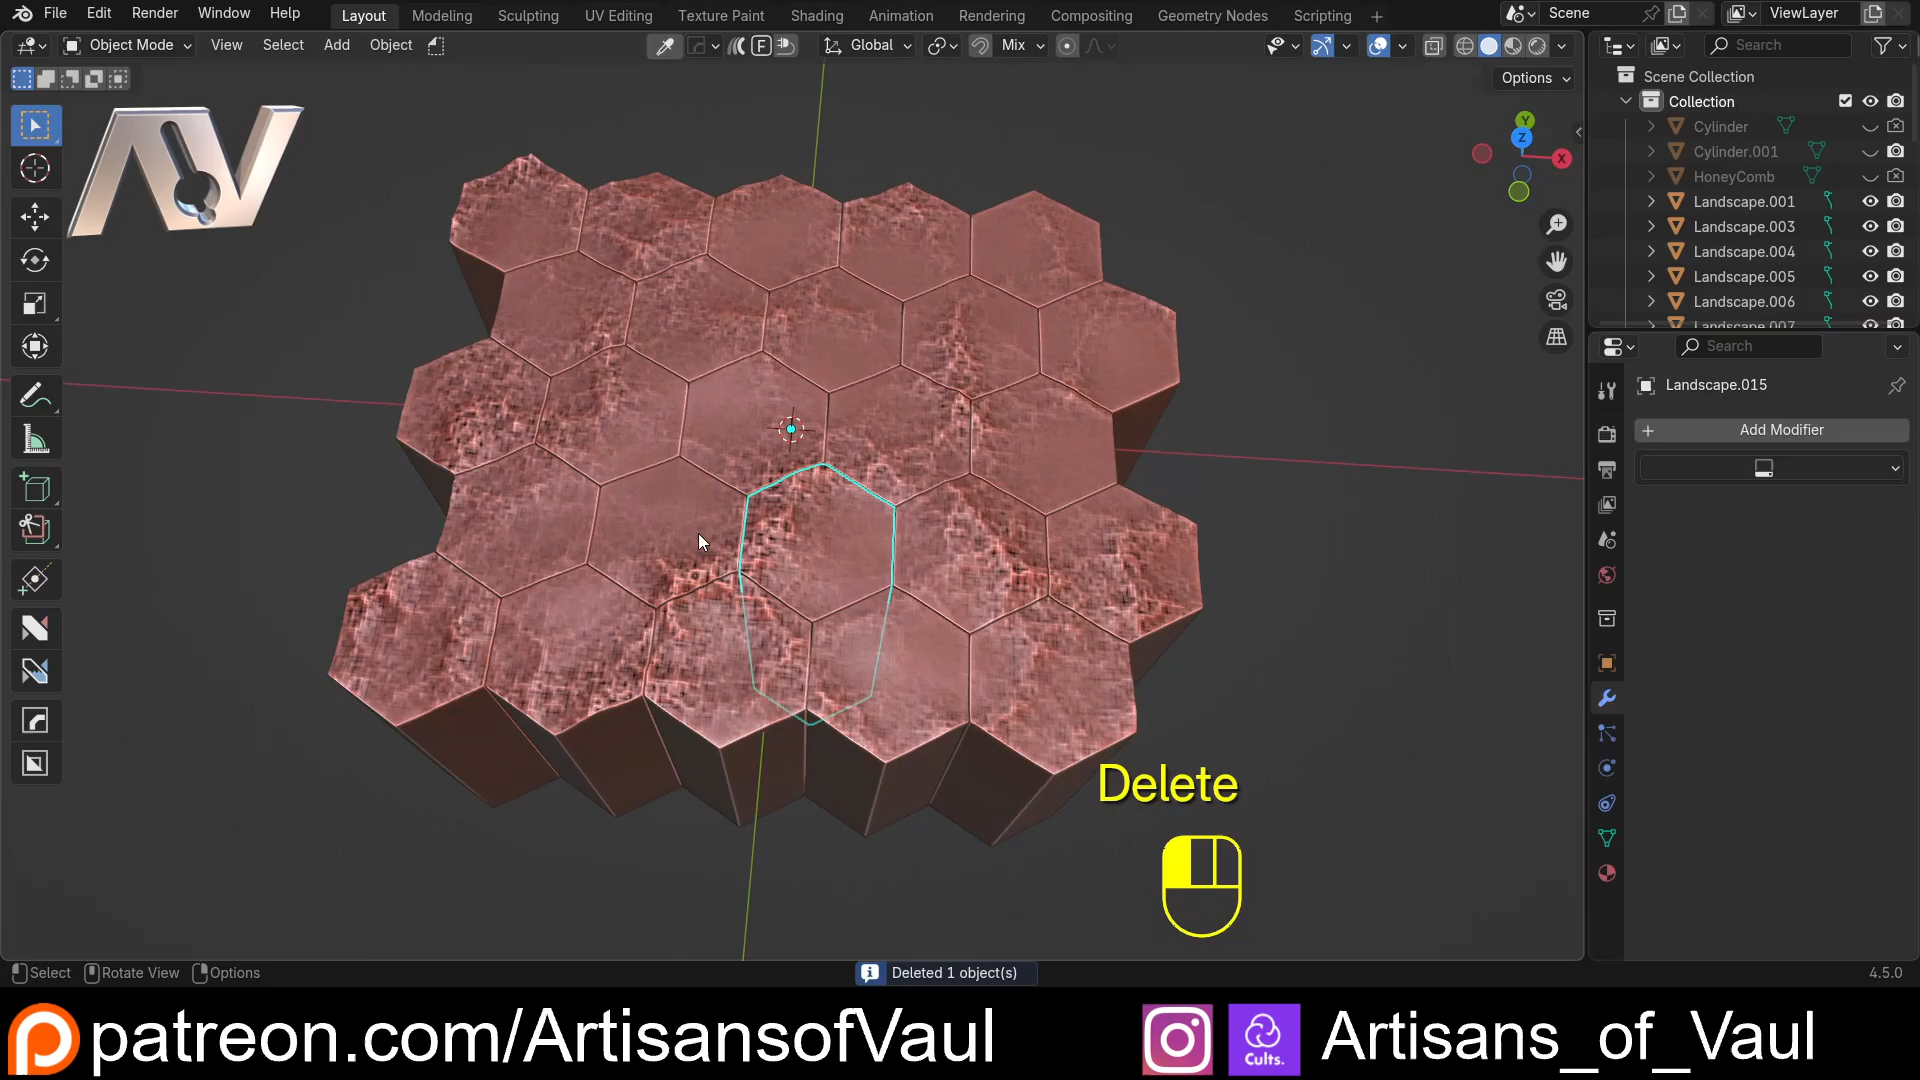 File Edit Render Window Help Layout Modeling Sculpting UV Editing Texture Paint Shading Animation Rendering Compositing Geometry Nodes Scripting + Scene ViewLayer
Object Mode View Select Add Object F Global Mix Search
Options
Scene Collection
Collection
Cylinder
Cylinder.001
HoneyComb
Landscape.001
Landscape.003
Landscape.004
Landscape.005
Landscape.006
Landscape.007
Y
Z
X
AV
Search
Landscape.015
+ Add Modifier
Delete
Select Rotate View Options Deleted 1 object(s) 4.5.0
patreon.com/ArtisansofVaul Cults. Artisans_of_Vaul